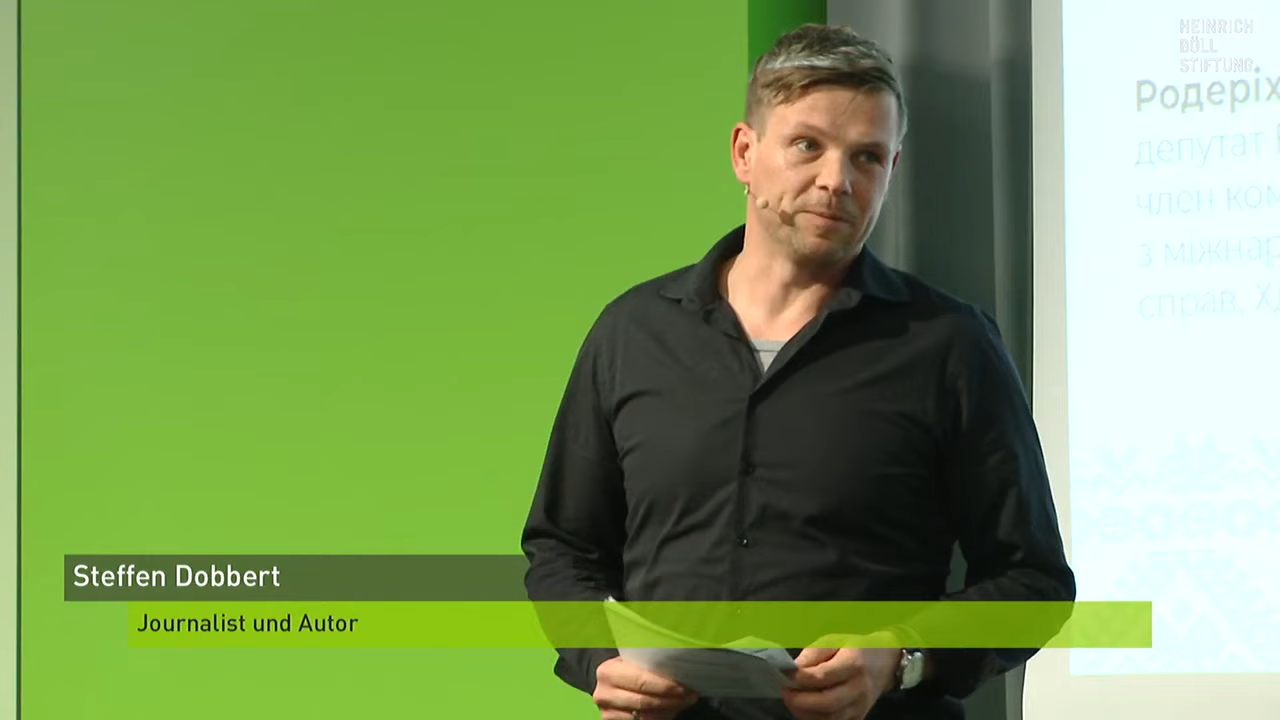 HEINRICH
BÖLL
STIFTUNG
Родеріх
депутат
член ком
з міжнар
справ, Х
Steffen Dobbert
Journalist und Autor